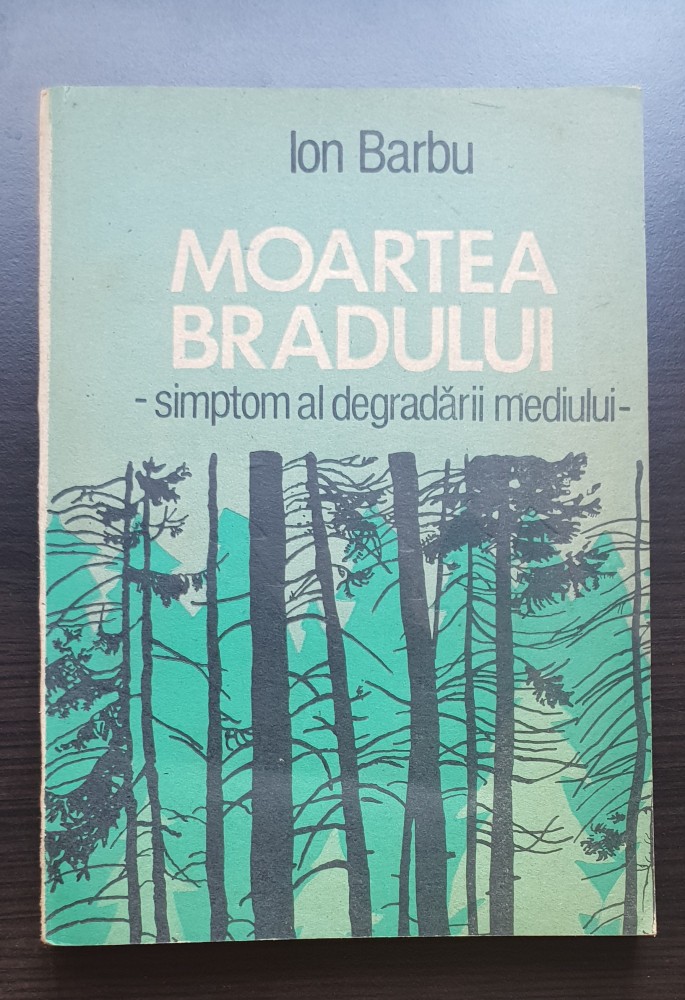 Ion Barbu
MOARTEA
BRADULUI
- simptom al degradării mediului -